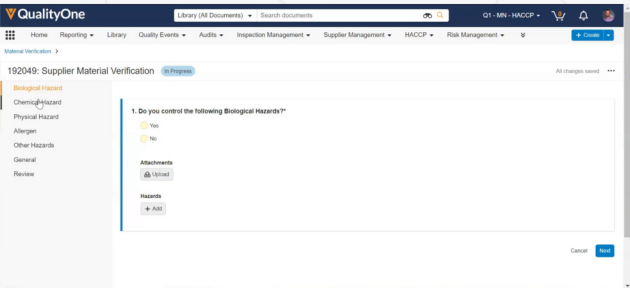 QualityOne
Library (All Documents) Search documents
Q1 - MN - HACCP
Home Reporting Library Quality Events Audits Inspection Management Supplier Management HACCP Risk Management + Create
Material Verification >
192049: Supplier Material Verification In Progress All changes saved
Biological Hazard
Chemical Hazard
Physical Hazard
Allergen
Other Hazards
General
Review
1. Do you control the following Biological Hazards?*
Yes
No
Attachments
Upload
Hazards
+ Add
Cancel Next